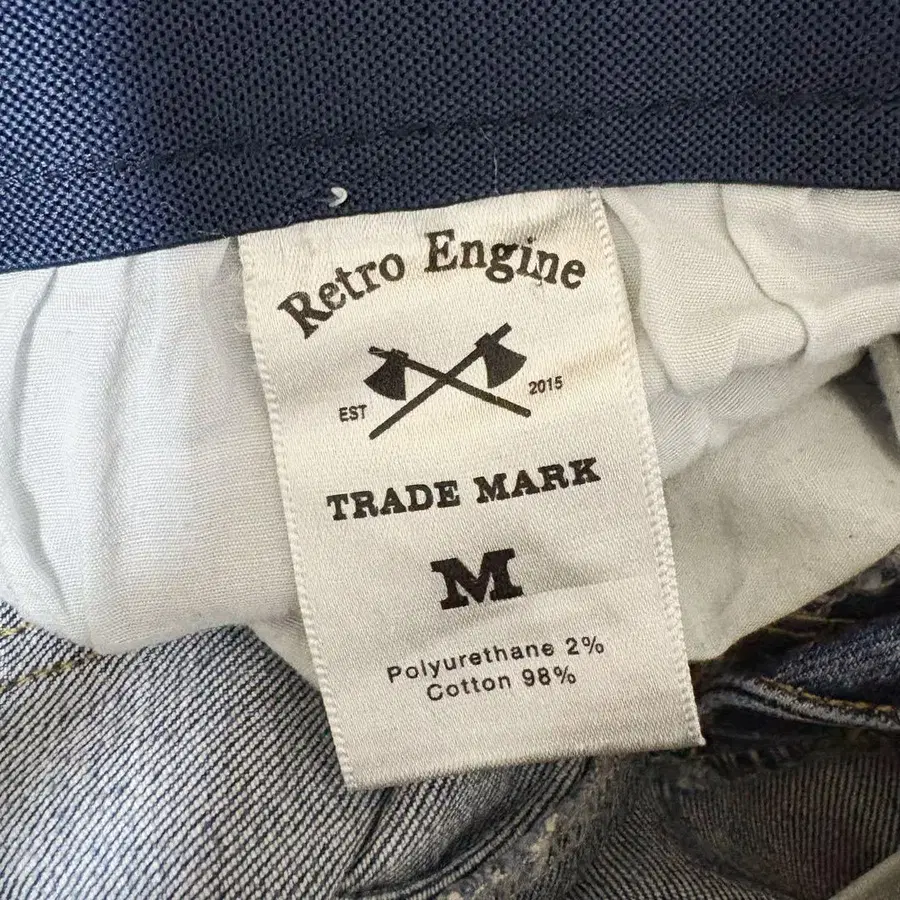 Retro Engine
EST 2015
TRADE MARK
M
Polyurethane 2%
Cotton 98%